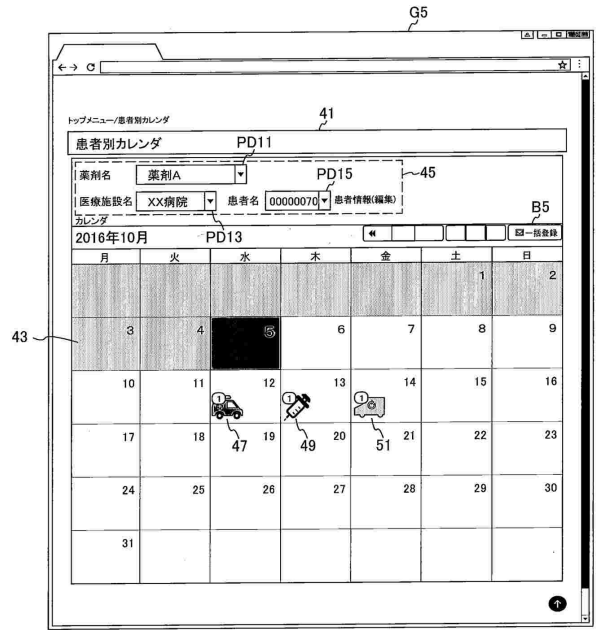 G5
トップメニュー/患者別カレンダ
41
患者別カレンダ
PD11
薬剤名 薬剤A
PD15
45
医療施設名 XX病院 患者名 00000070 患者情報(編集)
B5
カレンダ
2016年10月
PD13
一括登録
月 火 水 木 金 土 日
1 2
43
3 4 5 6 7 8 9
10 11 12 13 14 15 16
1 1 1
47 49 51
17 18 19 20 21 22 23
24 25 26 27 28 29 30
31